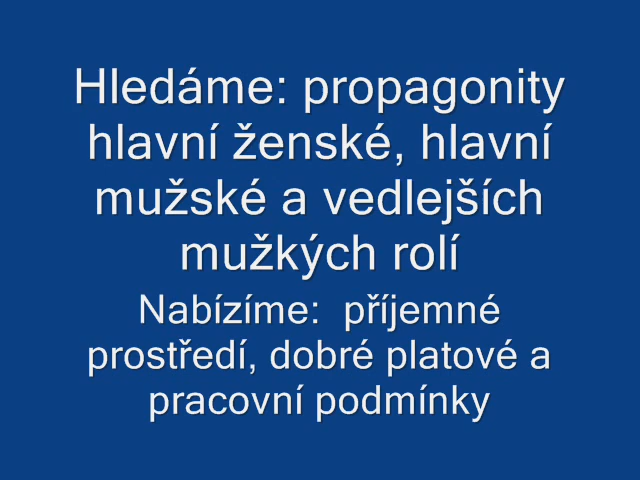 Hledáme: propagonity
hlavní ženské, hlavní
mužské a vedlejších
mužkých rolí
Nabízíme:  příjemné
prostředí, dobré platové a
pracovní podmínky